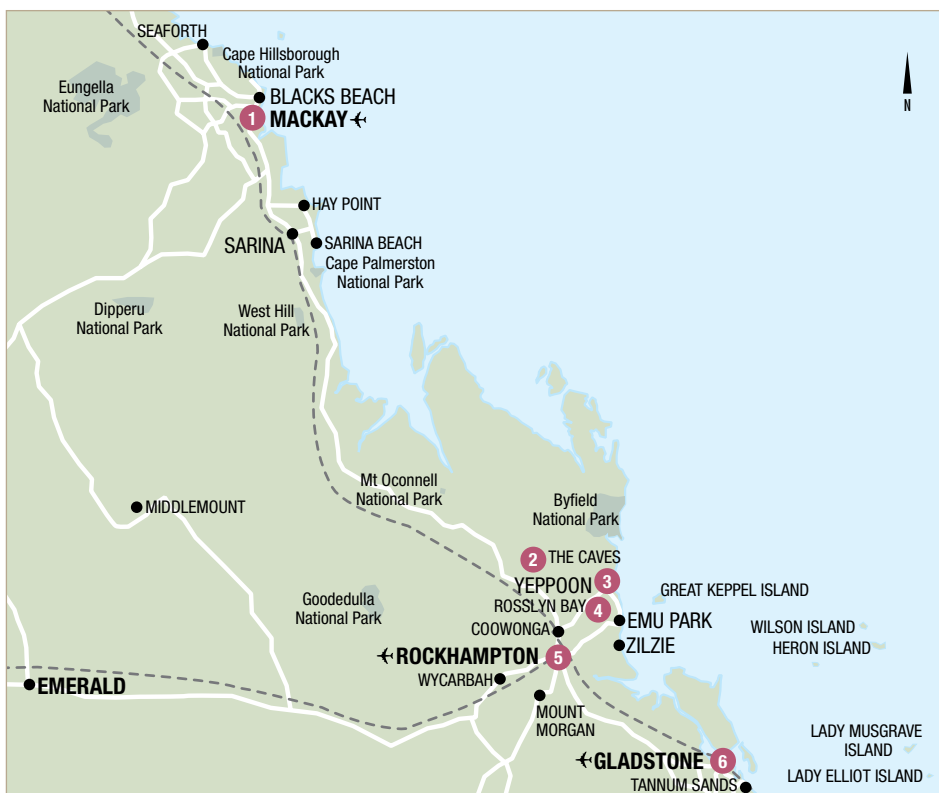 SEAFORTH
Cape Hillsborough
National Park
Eungella
National Park
BLACKS BEACH
1 MACKAY
N
HAY POINT
SARINA
SARINA BEACH
Cape Palmerston
National Park
Dipperu
National Park
West Hill
National Park
Mt Oconnell
National Park
MIDDLEMOUNT
Byfield
National Park
2 THE CAVES
YEPPOON 3
GREAT KEPPEL ISLAND
Goodedulla
National Park
ROSSLYN BAY 4
EMU PARK
COOWONGA
WILSON ISLAND
HERON ISLAND
ZILZIE
ROCKHAMPTON 5
WYCARBAH
EMERALD
MOUNT
MORGAN
LADY MUSGRAVE
ISLAND
GLADSTONE 6
LADY ELLIOT ISLAND
TANNUM SANDS